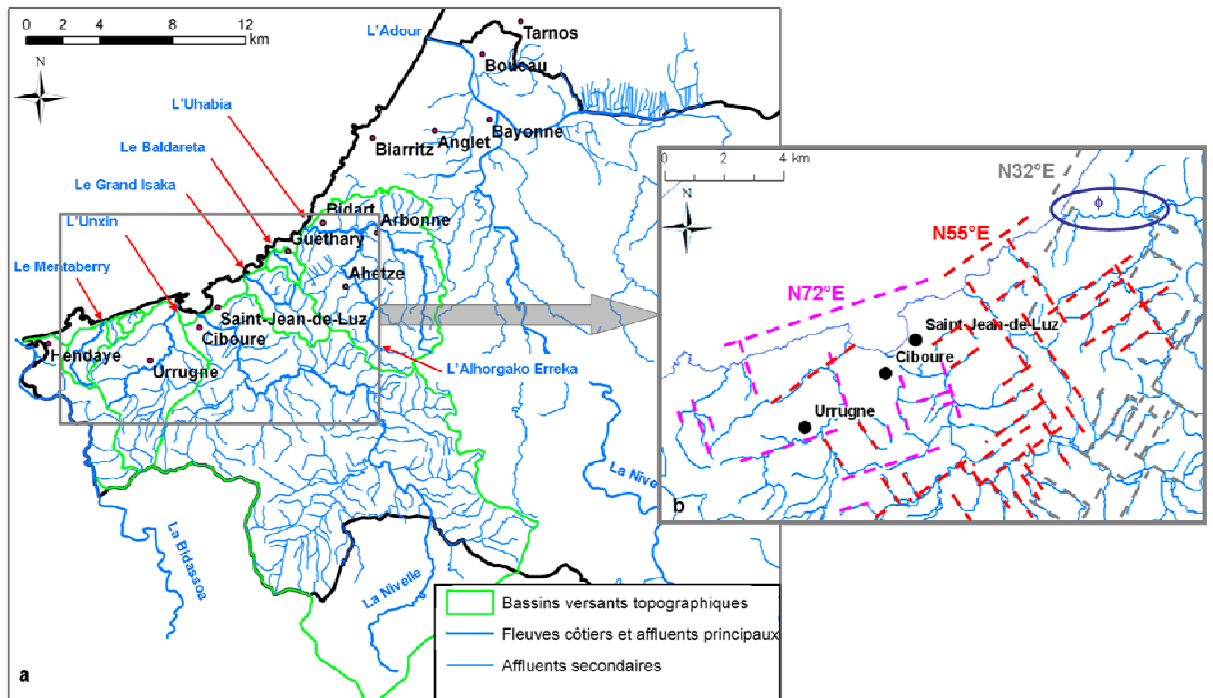 0 2 4 8 12
km
N
L'Adour
Tarnos
Boucau
L'Uhabia
Bayonne
Anglet
Biarritz
Le Baldareta
Le Grand Isaka
L'Unxin
Bidart
Arbonne
Guethary
Le Mentaberry
Ahetze
Saint-Jean-de-Luz
Ciboure
Hendaye
Urrugne
L'Alhorgako Erreka
La Nive
La Bidassoa
La Nivelle
Bassins versants topographiques
Fleuves côtiers et affluents principaux
Affluents secondaires
a
0 2 4 km
N
N32°E
ϕ
N55°E
N72°E
Saint-Jean-de-Luz
Ciboure
Urrugne
b